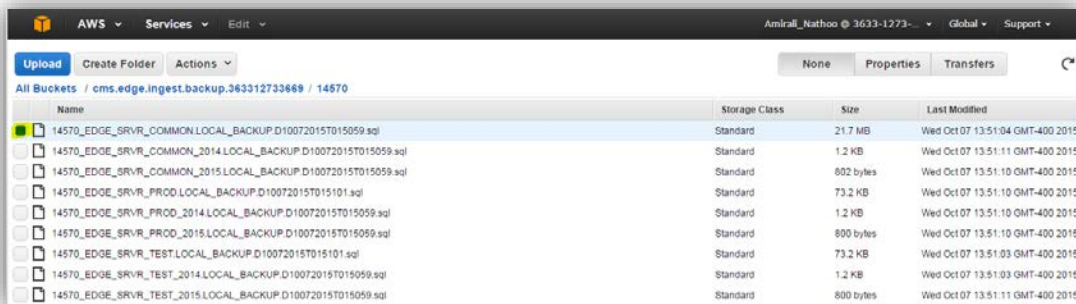 AWS Services Edit Amirali_Nathoo @ 3633-1273-... Global Support
Upload Create Folder Actions None Properties Transfers
All Buckets / cms.edge.ingest.backup.363312733669 / 14570
Name Storage Class Size Last Modified
14570_EDGE_SRVR_COMMON.LOCAL_BACKUP.D10072015T015059.sql Standard 21.7 MB Wed Oct 07 13:51:04 GMT-400 2015
14570_EDGE_SRVR_COMMON_2014.LOCAL_BACKUP.D10072015T015059.sql Standard 1.2 KB Wed Oct 07 13:51:11 GMT-400 2015
14570_EDGE_SRVR_COMMON_2015.LOCAL_BACKUP.D10072015T015059.sql Standard 802 bytes Wed Oct 07 13:51:10 GMT-400 2015
14570_EDGE_SRVR_PROD.LOCAL_BACKUP.D10072015T015101.sql Standard 73.2 KB Wed Oct 07 13:51:10 GMT-400 2015
14570_EDGE_SRVR_PROD_2014.LOCAL_BACKUP.D10072015T015059.sql Standard 1.2 KB Wed Oct 07 13:51:10 GMT-400 2015
14570_EDGE_SRVR_PROD_2015.LOCAL_BACKUP.D10072015T015059.sql Standard 800 bytes Wed Oct 07 13:51:10 GMT-400 2015
14570_EDGE_SRVR_TEST.LOCAL_BACKUP.D10072015T015101.sql Standard 73.2 KB Wed Oct 07 13:51:03 GMT-400 2015
14570_EDGE_SRVR_TEST_2014.LOCAL_BACKUP.D10072015T015059.sql Standard 1.2 KB Wed Oct 07 13:51:03 GMT-400 2015
14570_EDGE_SRVR_TEST_2015.LOCAL_BACKUP.D10072015T015059.sql Standard 800 bytes Wed Oct 07 13:51:11 GMT-400 2015